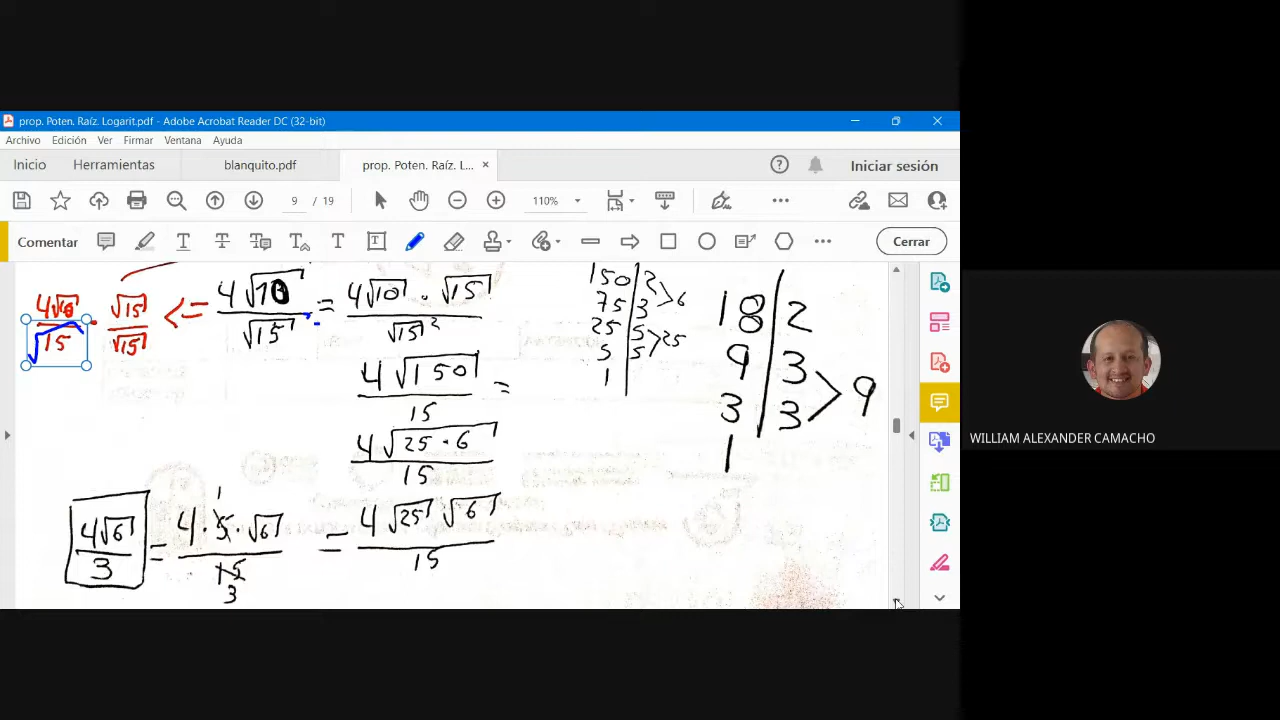 prop. Poten. Raíz. Logarit.pdf - Adobe Acrobat Reader DC (32-bit)
Archivo Edición Ver Firmar Ventana Ayuda
Inicio Herramientas blanquito.pdf prop. Poten. Raíz. L... × Iniciar sesión
9 / 19 110%
Comentar Cerrar
4√10 / √15 · √15 / √15 <= 4√10 / √15 = 4√10 · √15 / √15²
4√150 / 15 =
4√25·6 / 15
4√6 / 3 = 4·5·√6 / 15 = 4√25 √6 / 15
1
3
150 | 2
75 | 3 > 6
25 | 5
5 | 5 > 25
1
18 | 2
9 | 3
3 | 3 > 9
1
WILLIAM ALEXANDER CAMACHO